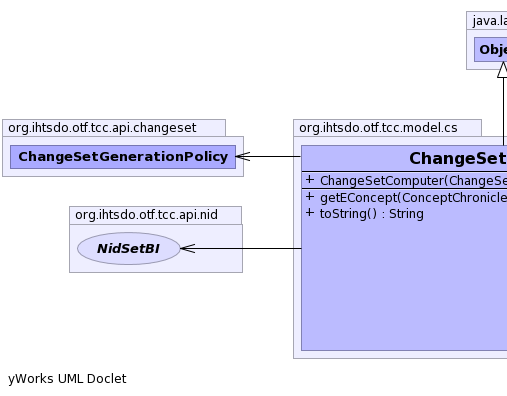 java.la
Obje
org.ihtsdo.otf.tcc.api.changeset
ChangeSetGenerationPolicy
org.ihtsdo.otf.tcc.model.cs
ChangeSet
+ ChangeSetComputer(ChangeSe
+ getEConcept(ConceptChronicle
+ toString() : String
org.ihtsdo.otf.tcc.api.nid
NidSetBI
yWorks UML Doclet